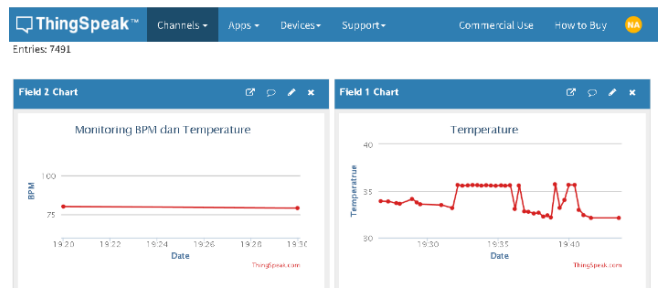 ThingSpeak™ Channels Apps Devices Support Commercial Use How to Buy NA
Entries: 7491
Field 2 Chart
Monitoring BPM dan Temperature
BPM
100
75
19:20 19:22 19:24 19:26 19:28 19:30
Date
ThingSpeak.com
Field 1 Chart
Temperature
Temperatrue
40
35
30
19:30 19:35 19:40
Date
ThingSpeak.com